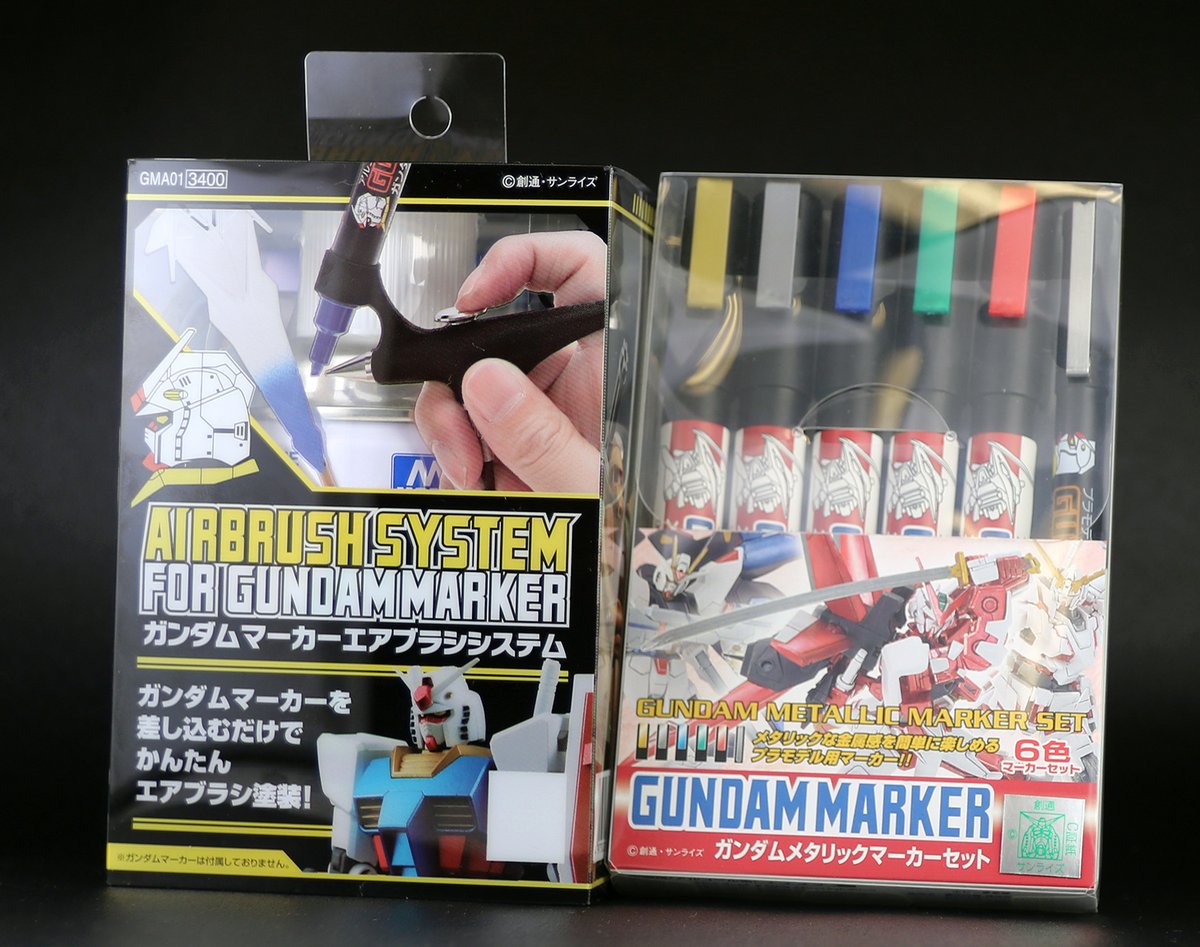 GMA01 3400
©創通・サンライズ
AIRBRUSH SYSTEM
FOR GUNDAM MARKER
ガンダムマーカーエアブラシシステム
ガンダムマーカーを
差し込むだけで
かんたん
エアブラシ塗装!
※ガンダムマーカーは付属しておりません。
GUNDAM METALLIC MARKER SET
メタリックな金属感を簡単に楽しめる
プラモデル用マーカー!!
6色
マーカーセット
GUNDAM MARKER
©創通・サンライズ
ガンダムメタリックマーカーセット
創通
サンライズ